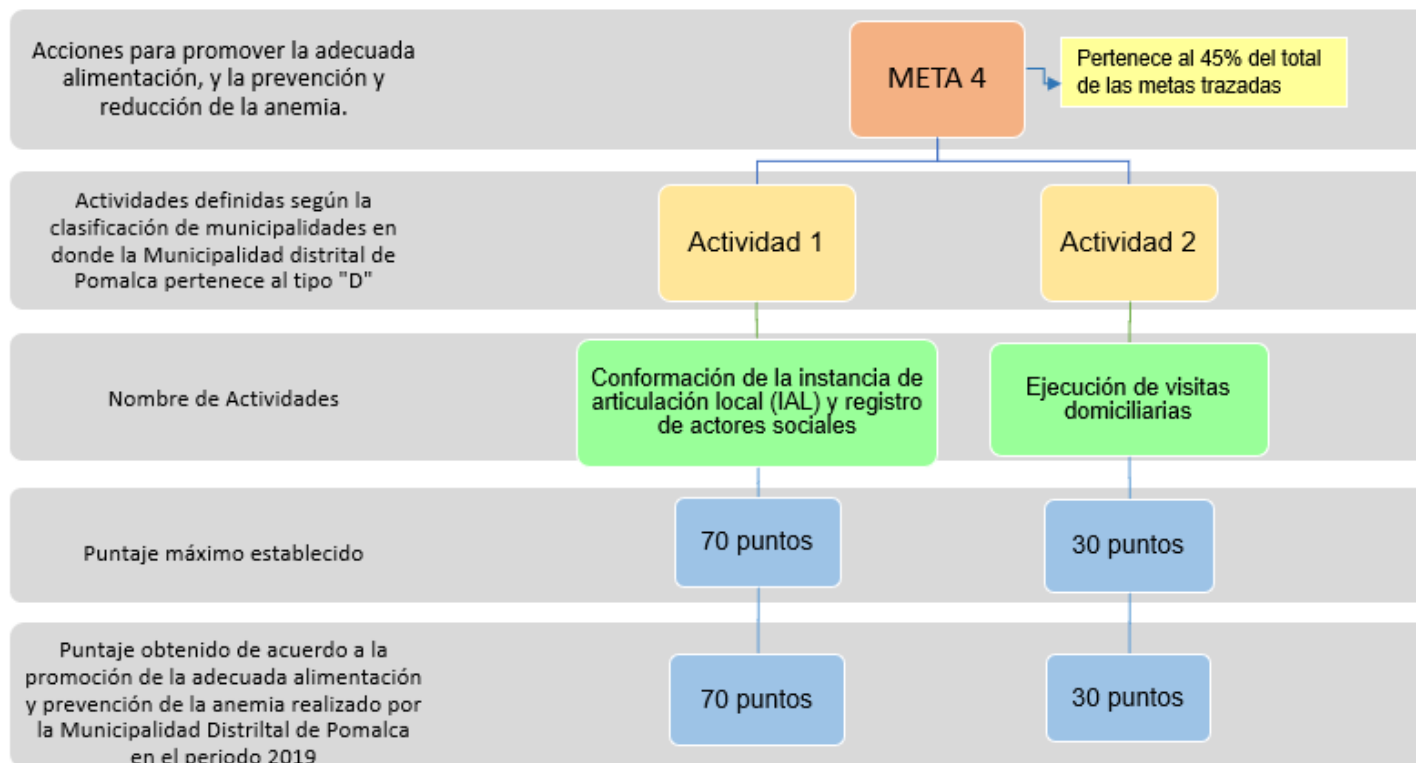 Acciones para promover la adecuada
alimentación, y la prevención y
reducción de la anemia.
META 4
Pertenece al 45% del total
de las metas trazadas
Actividades definidas según la
clasificación de municipalidades en
donde la Municipalidad distrital de
Pomalca pertenece al tipo "D"
Actividad 1
Actividad 2
Nombre de Actividades
Conformación de la instancia de
articulación local (IAL) y registro
de actores sociales
Ejecución de visitas
domiciliarias
Puntaje máximo establecido
70 puntos
30 puntos
Puntaje obtenido de acuerdo a la
promoción de la adecuada alimentación
y prevención de la anemia realizado por
la Municipalidad Distriltal de Pomalca
en el periodo 2019
70 puntos
30 puntos